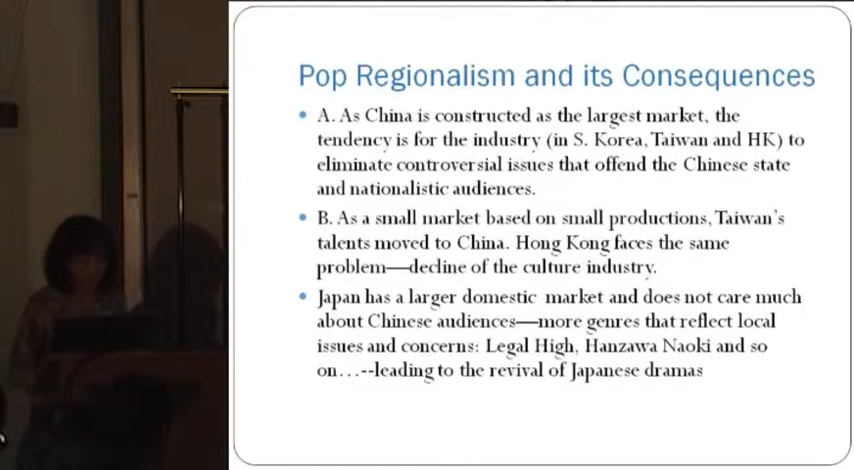 Pop Regionalism and its Consequences
• A. As China is constructed as the largest market, the
tendency is for the industry (in S. Korea, Taiwan and HK) to
eliminate controversial issues that offend the Chinese state
and nationalistic audiences.
• B. As a small market based on small productions, Taiwan's
talents moved to China. Hong Kong faces the same
problem—decline of the culture industry.
• Japan has a larger domestic market and does not care much
about Chinese audiences—more genres that reflect local
issues and concerns: Legal High, Hanzawa Naoki and so
on…--leading to the revival of Japanese dramas